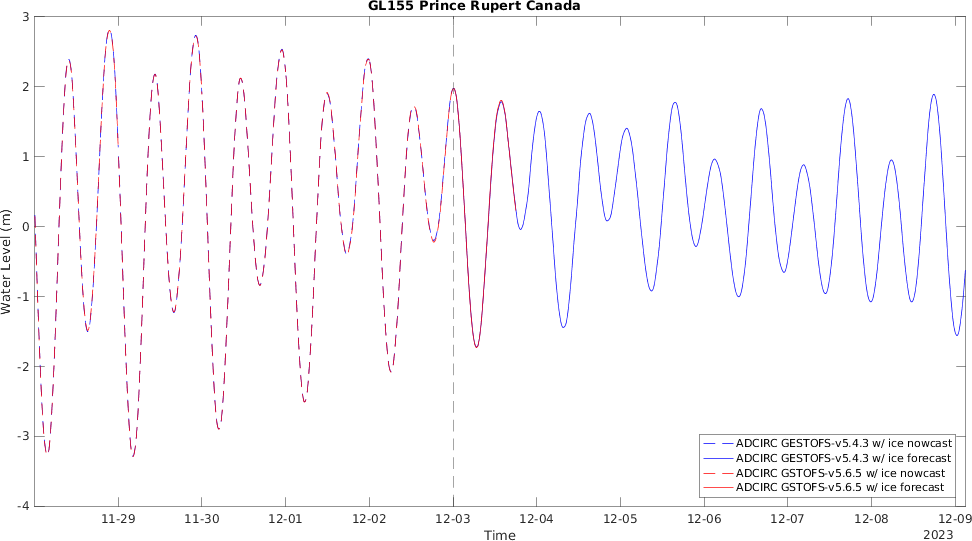 GL155 Prince Rupert Canada
3
2
1
0
-1
-2
-3
-4
Water Level (m)
ADCIRC GESTOFS-v5.4.3 w/ ice nowcast
ADCIRC GESTOFS-v5.4.3 w/ ice forecast
ADCIRC GSTOFS-v5.6.5 w/ ice nowcast
ADCIRC GSTOFS-v5.6.5 w/ ice forecast
11-29 11-30 12-01 12-02 12-03 12-04 12-05 12-06 12-07 12-08 12-09
Time
2023